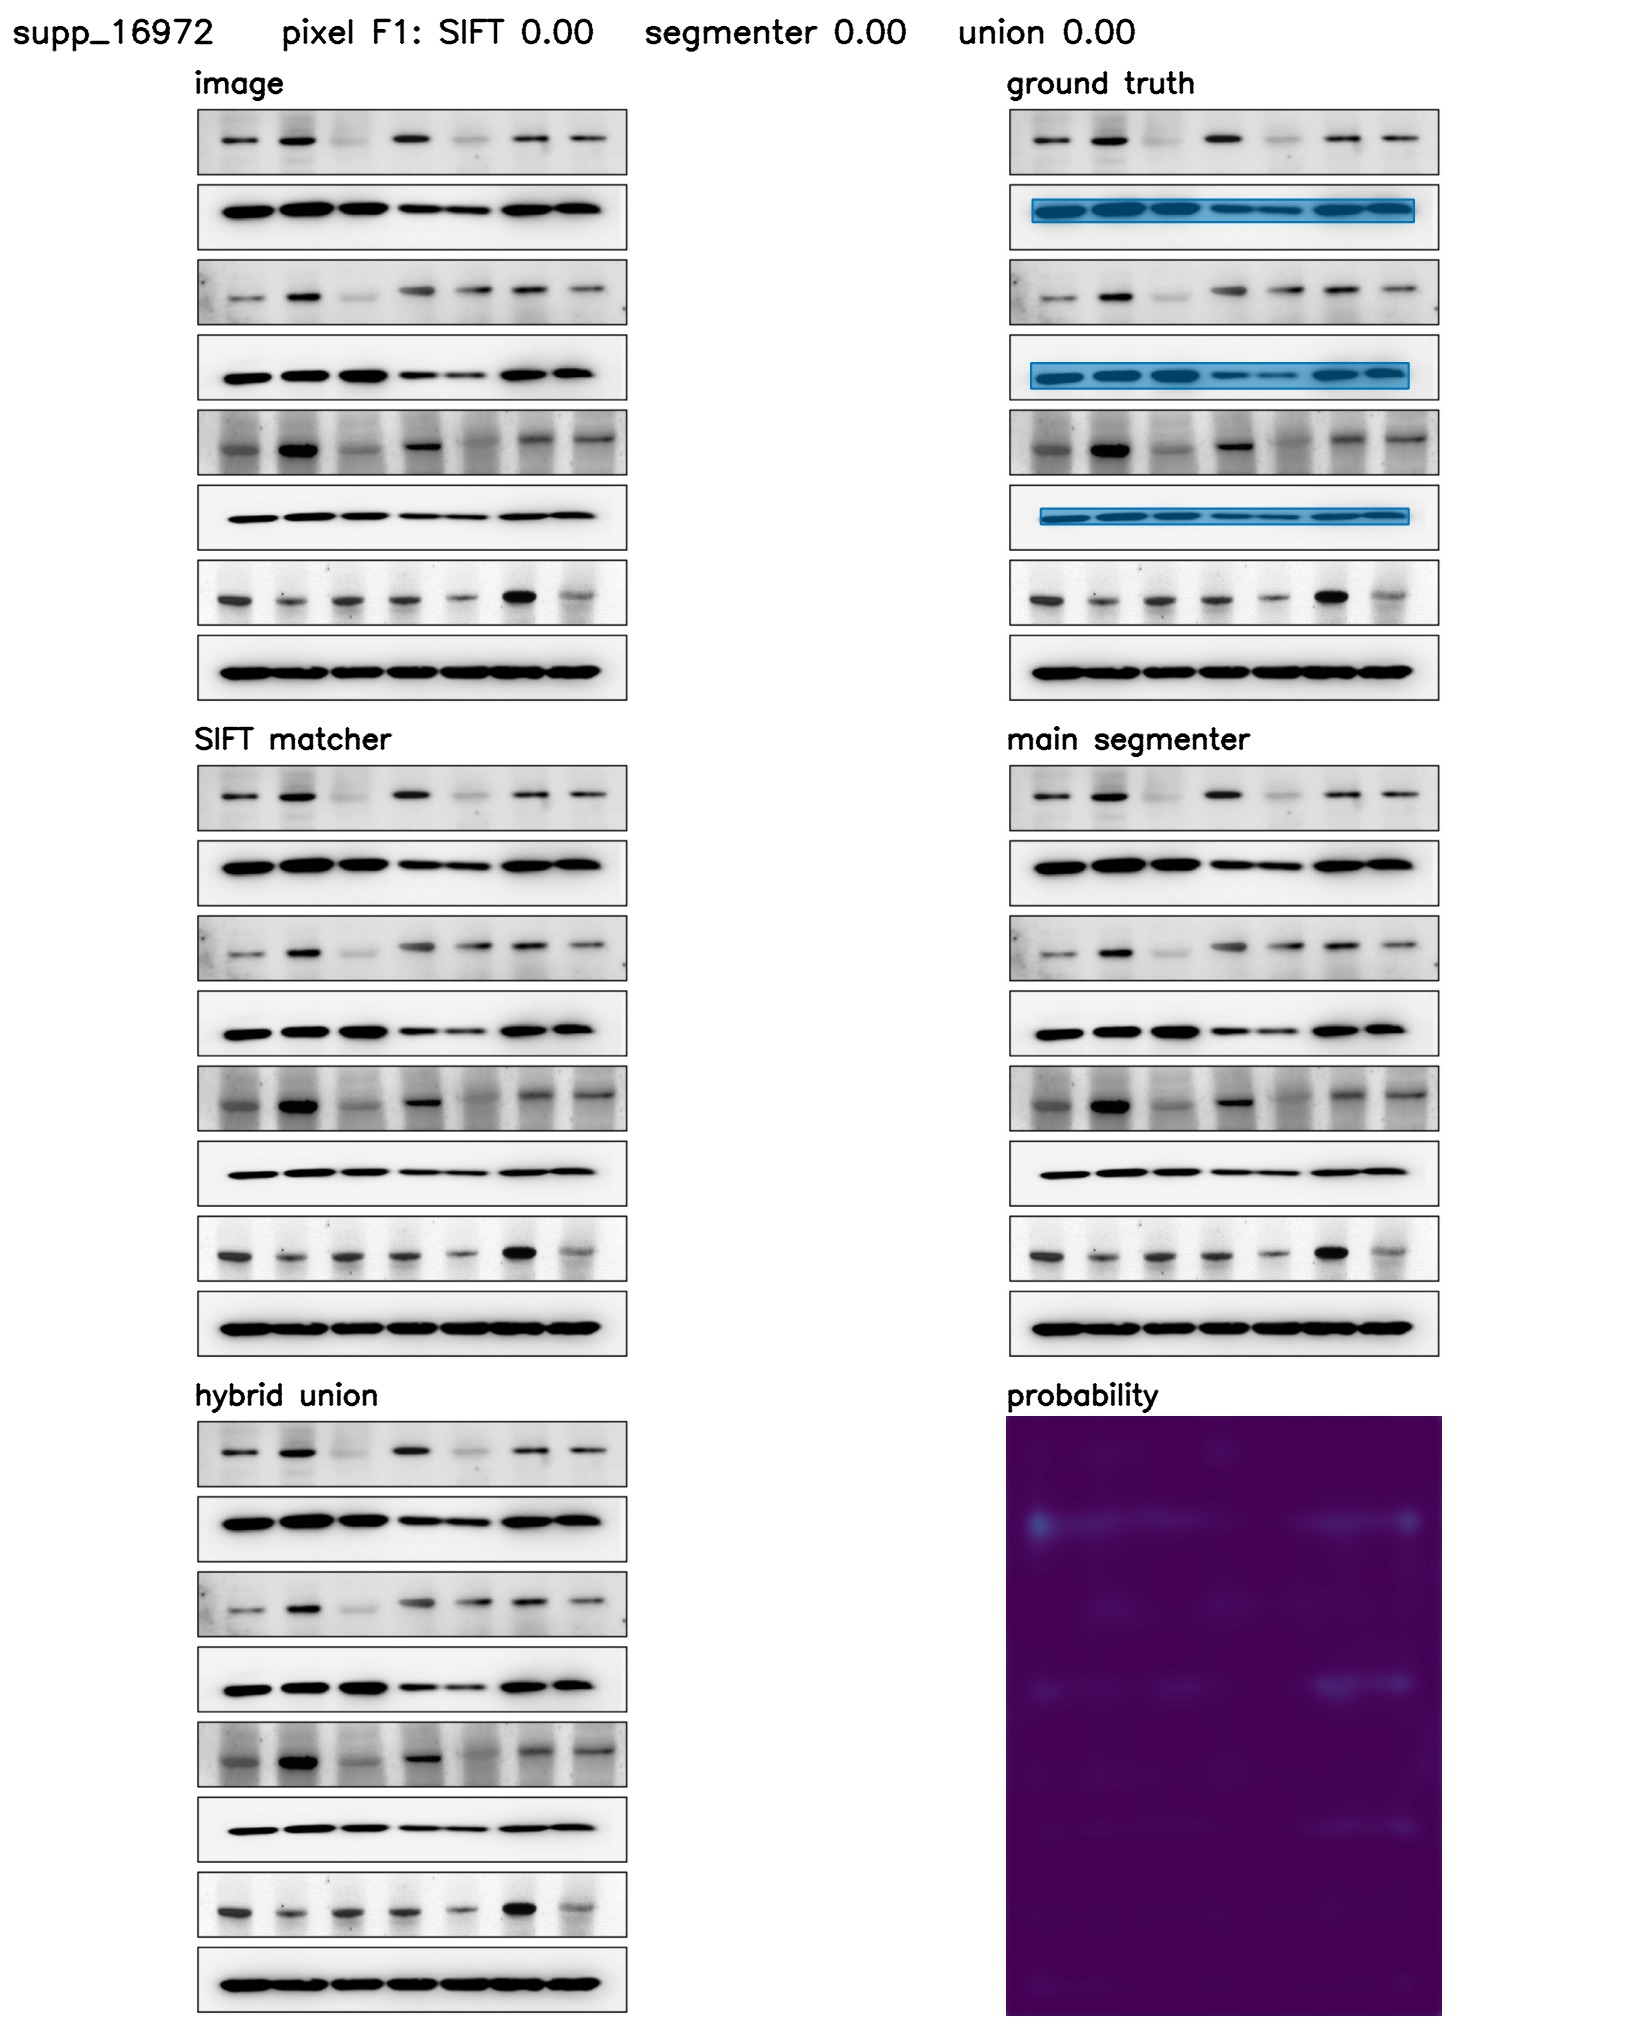 supp_16972 pixel F1: SIFT 0.00 segmenter 0.00 union 0.00
image
ground truth
SIFT matcher
main segmenter
hybrid union
probability